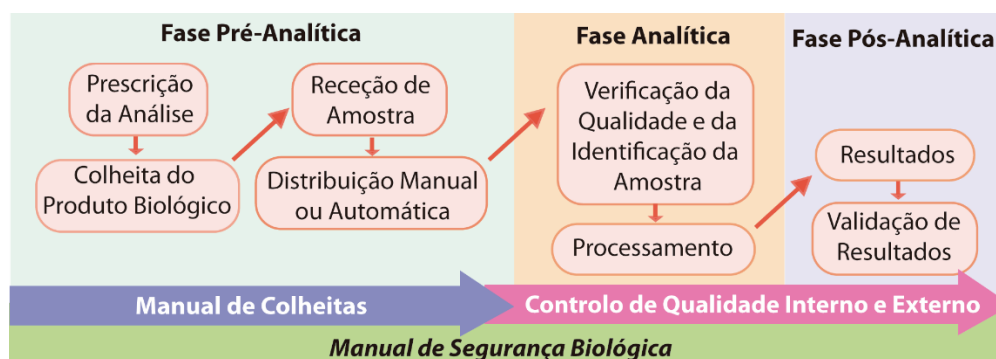 Fase Pré-Analítica
Prescrição
da Análise
Colheita do
Produto Biológico
Receção de
Amostra
Distribuição Manual
ou Automática
Fase Analítica
Verificação da
Qualidade e da
Identificação da
Amostra
Processamento
Fase Pós-Analítica
Resultados
Validação de
Resultados
Manual de Colheitas
Controlo de Qualidade Interno e Externo
Manual de Segurança Biológica